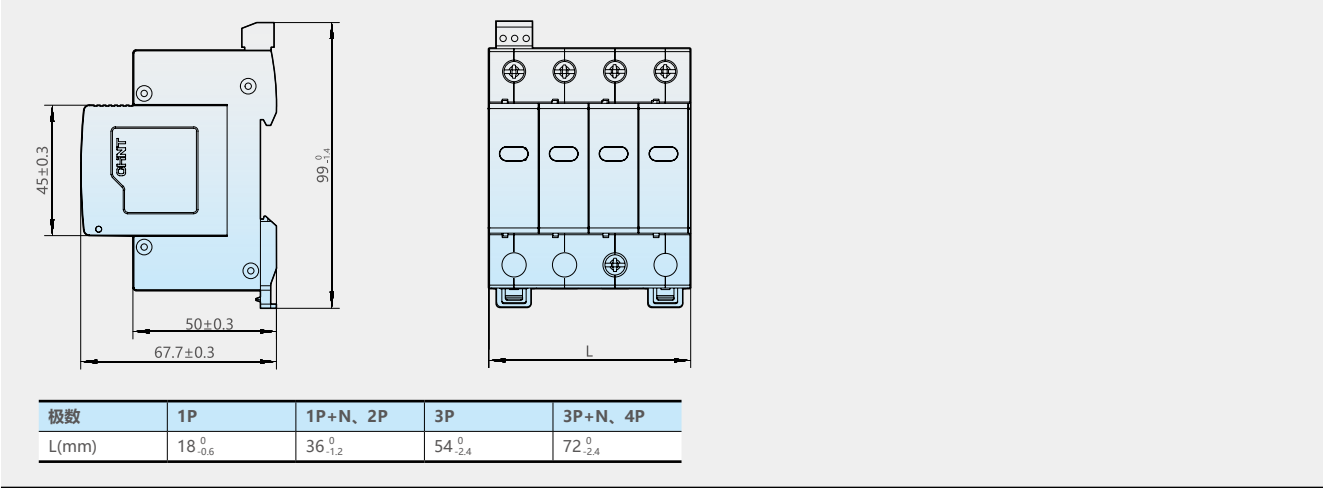 CHNT
45±0.3
99 0 -1.4
50±0.3
67.7±0.3
L
极数 1P 1P+N、2P 3P 3P+N、4P
L(mm) 18 0 -0.6 36 0 -1.2 54 0 -2.4 72 0 -2.4